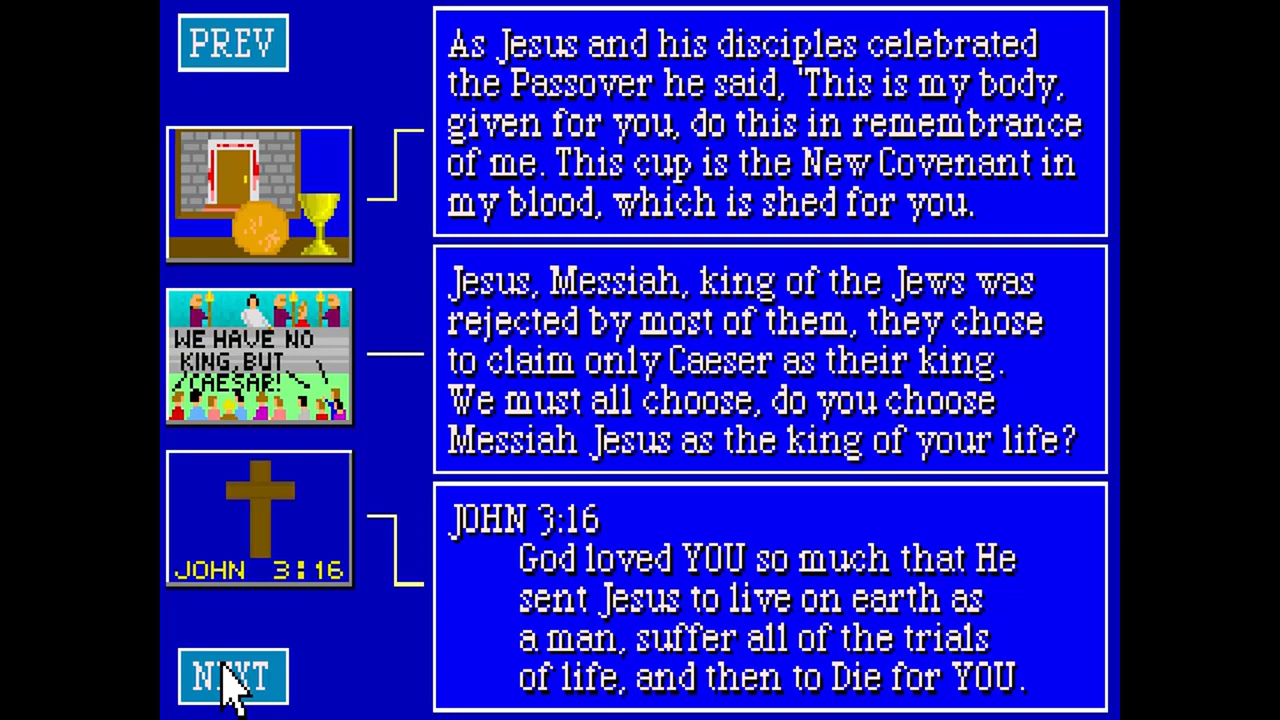 PREV
As Jesus and his disciples celebrated
the Passover he said, 'This is my body,
given for you, do this in remembrance
of me. This cup is the New Covenant in
my blood, which is shed for you.
WE HAVE NO
KING, BUT
CAESAR!
Jesus, Messiah, king of the Jews was
rejected by most of them, they chose
to claim only Caeser as their king.
We must all choose, do you choose
Messiah Jesus as the king of your life?
JOHN 3:16
JOHN 3:16
God loved YOU so much that He
sent Jesus to live on earth as
a man, suffer all of the trials
of life, and then to Die for YOU.
NEXT